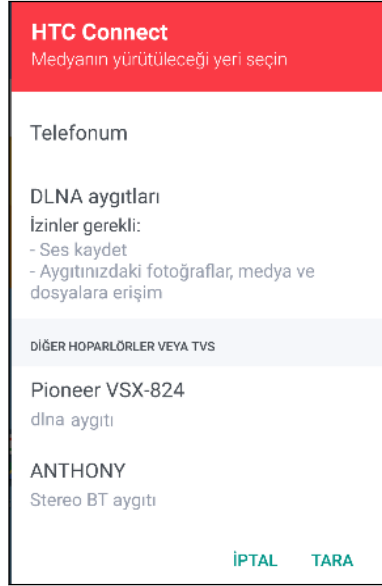 HTC Connect
Medyanın yürütüleceği yeri seçin
Telefonum
DLNA aygıtları
İzinler gerekli:
- Ses kaydet
- Aygıtınızdaki fotoğraflar, medya ve
dosyalara erişim
DİĞER HOPARLÖRLER VEYA TVS
Pioneer VSX-824
dlna aygıtı
ANTHONY
Stereo BT aygıtı
İPTAL TARA